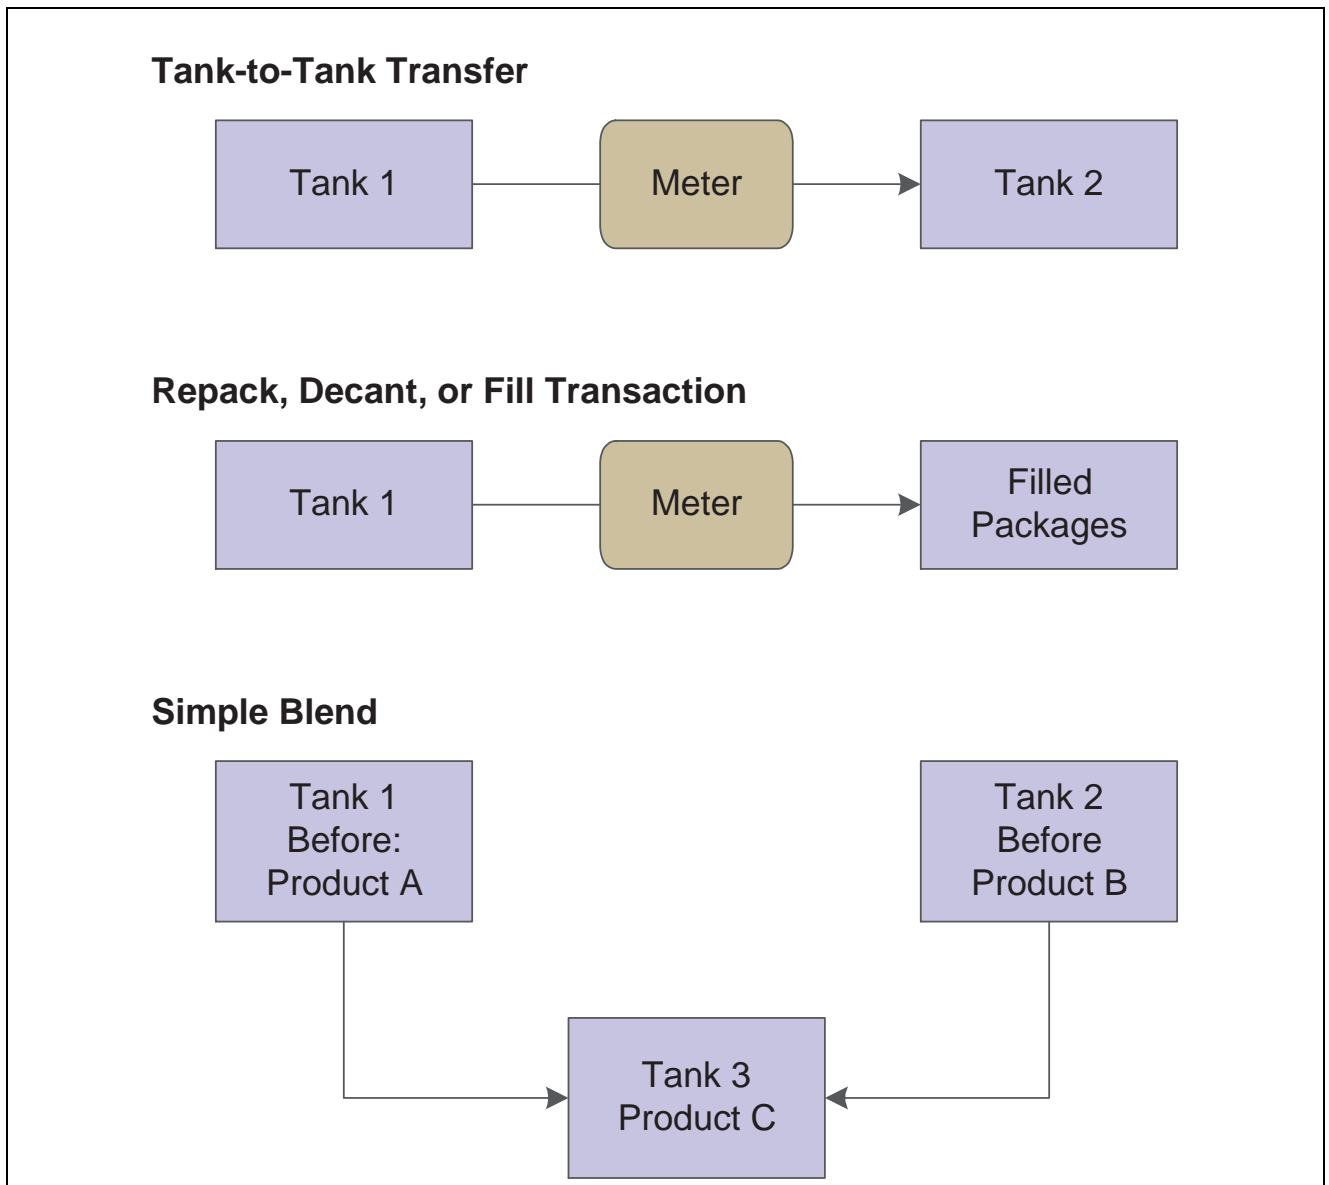 Tank-to-Tank Transfer
Tank 1
Meter
Tank 2
Repack, Decant, or Fill Transaction
Tank 1
Meter
Filled
Packages
Simple Blend
Tank 1
Before:
Product A
Tank 2
Before
Product B
Tank 3
Product C